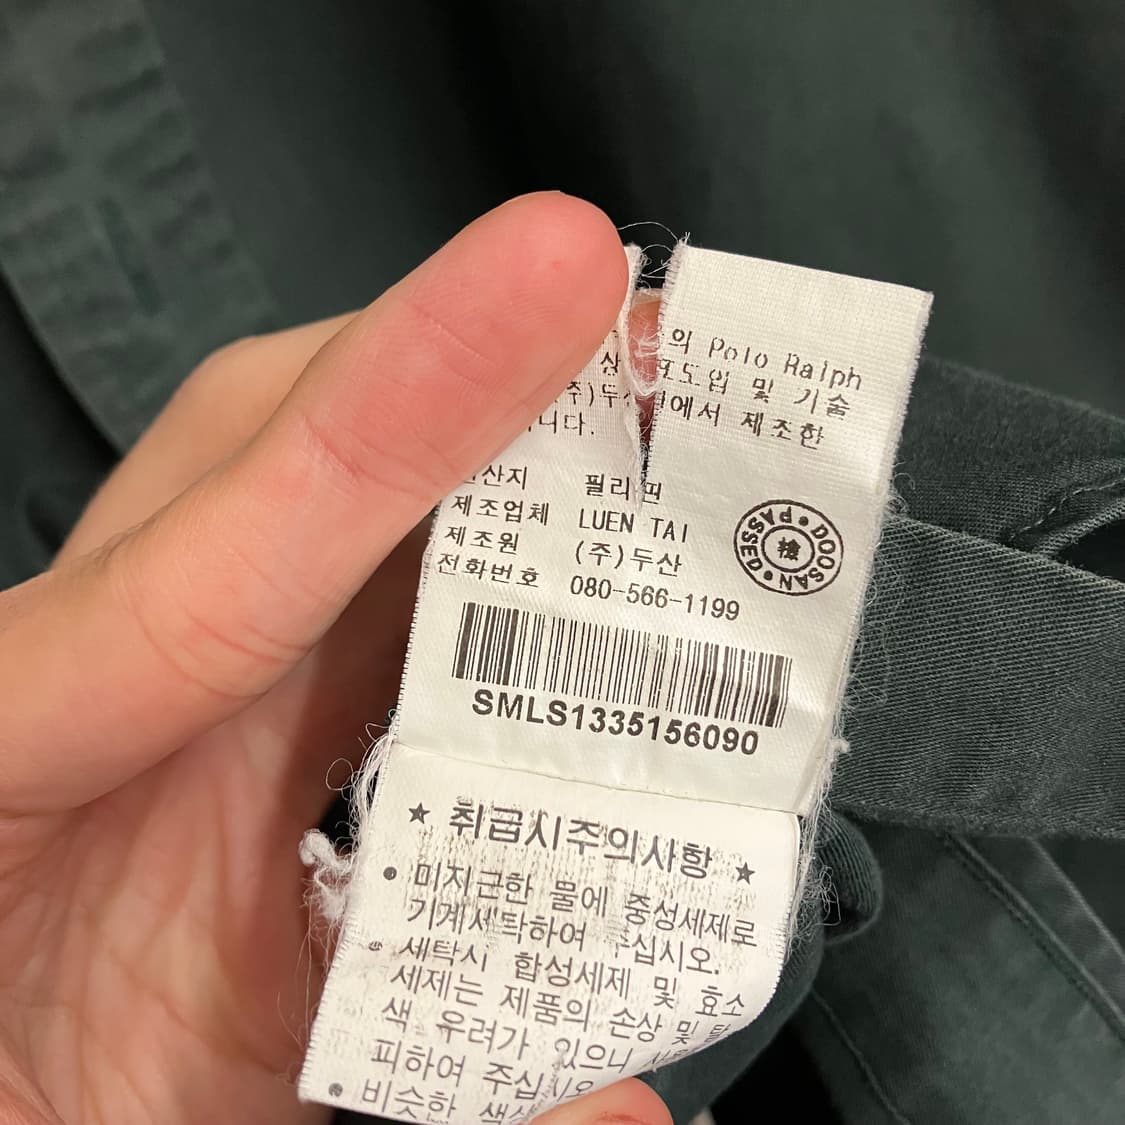 의 Polo Ralph
상표도입 및 기술
(주)두산에서 제조한
니다.
원산지 필리핀
제조업체 LUEN TAI
제조원 (주)두산
전화번호 080-566-1199
DOOSAN • PASSED •
檢
SMLS1335156090
★ 취급시주의사항 ★
• 미지근한 물에 중성세제로
기계세탁하여 주십시오.
• 세탁시 합성세제 및 효소
세제는 제품의 손상 및 탈
색 우려가 있으니
피하여 주십시오
• 비슷한 색상